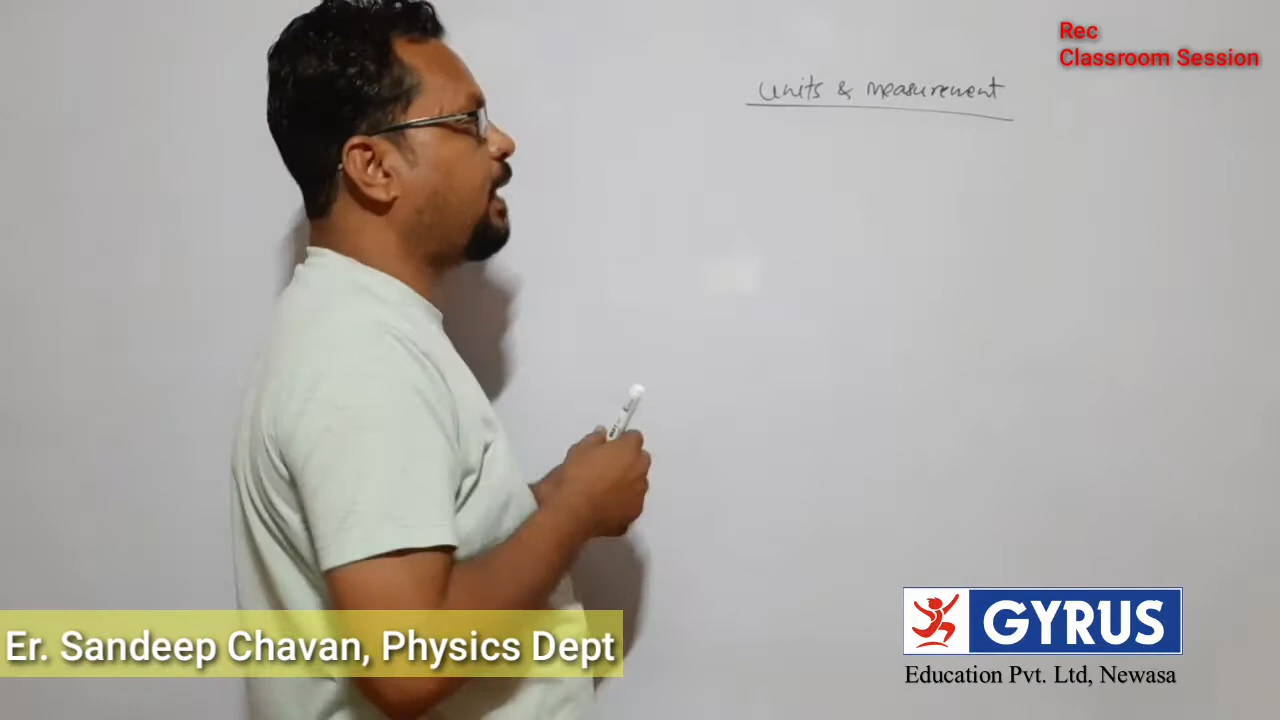 Rec
Classroom Session
units & measurement
Er. Sandeep Chavan, Physics Dept
GYRUS
Education Pvt. Ltd, Newasa